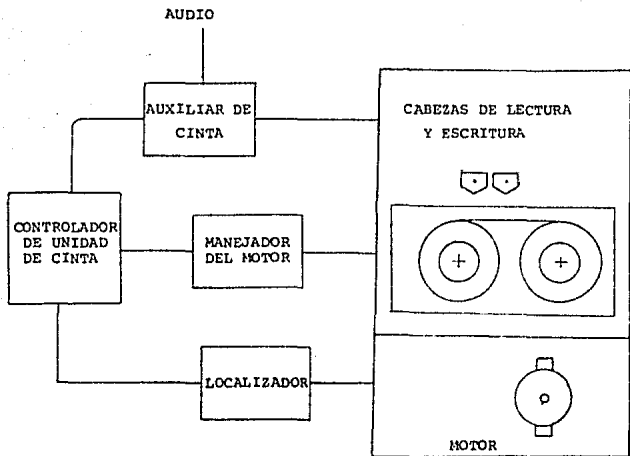 AUDIO
AUXILIAR DE
CINTA
CABEZAS DE LECTURA
Y ESCRITURA
CONTROLADOR
DE UNIDAD
DE CINTA
MANEJADOR
DEL MOTOR
LOCALIZADOR
MOTOR